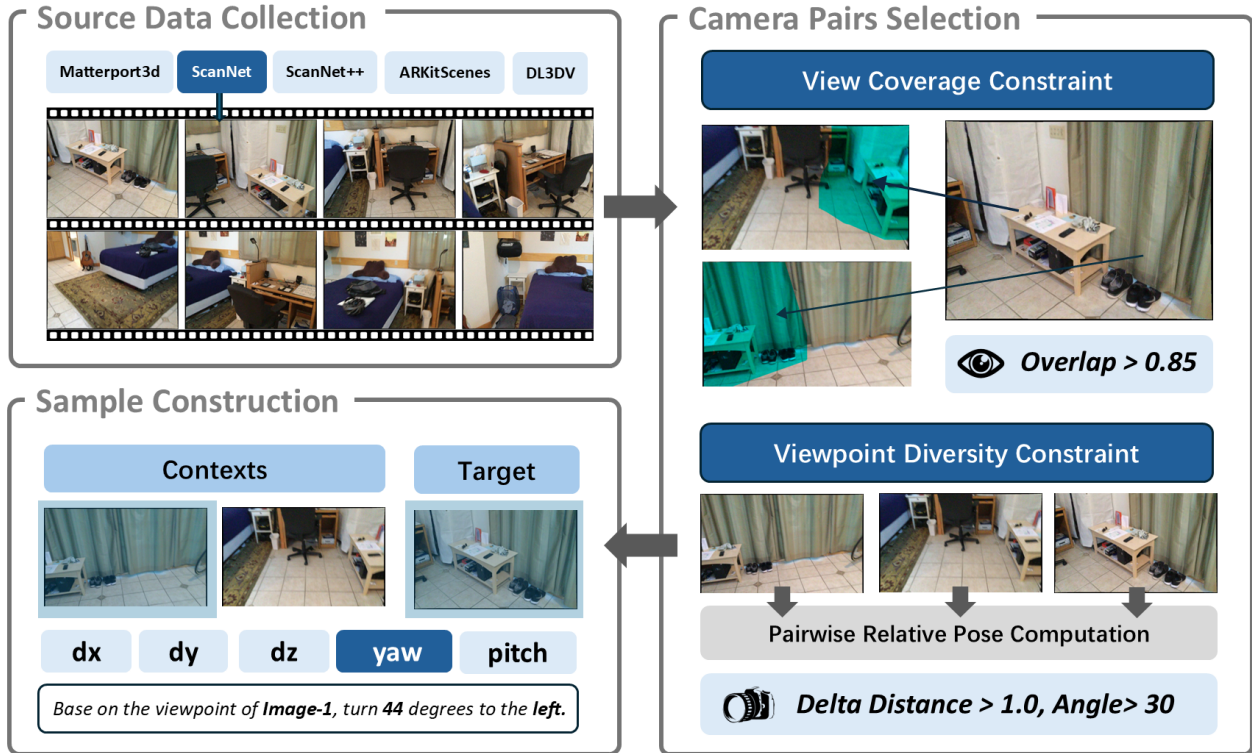 Source Data Collection
Matterport3d
ScanNet
ScanNet++
ARKitScenes
DL3DV
Camera Pairs Selection
View Coverage Constraint
Overlap > 0.85
Viewpoint Diversity Constraint
Pairwise Relative Pose Computation
Delta Distance > 1.0, Angle> 30
Sample Construction
Contexts
Target
dx
dy
dz
yaw
pitch
Base on the viewpoint of Image-1, turn 44 degrees to the left.